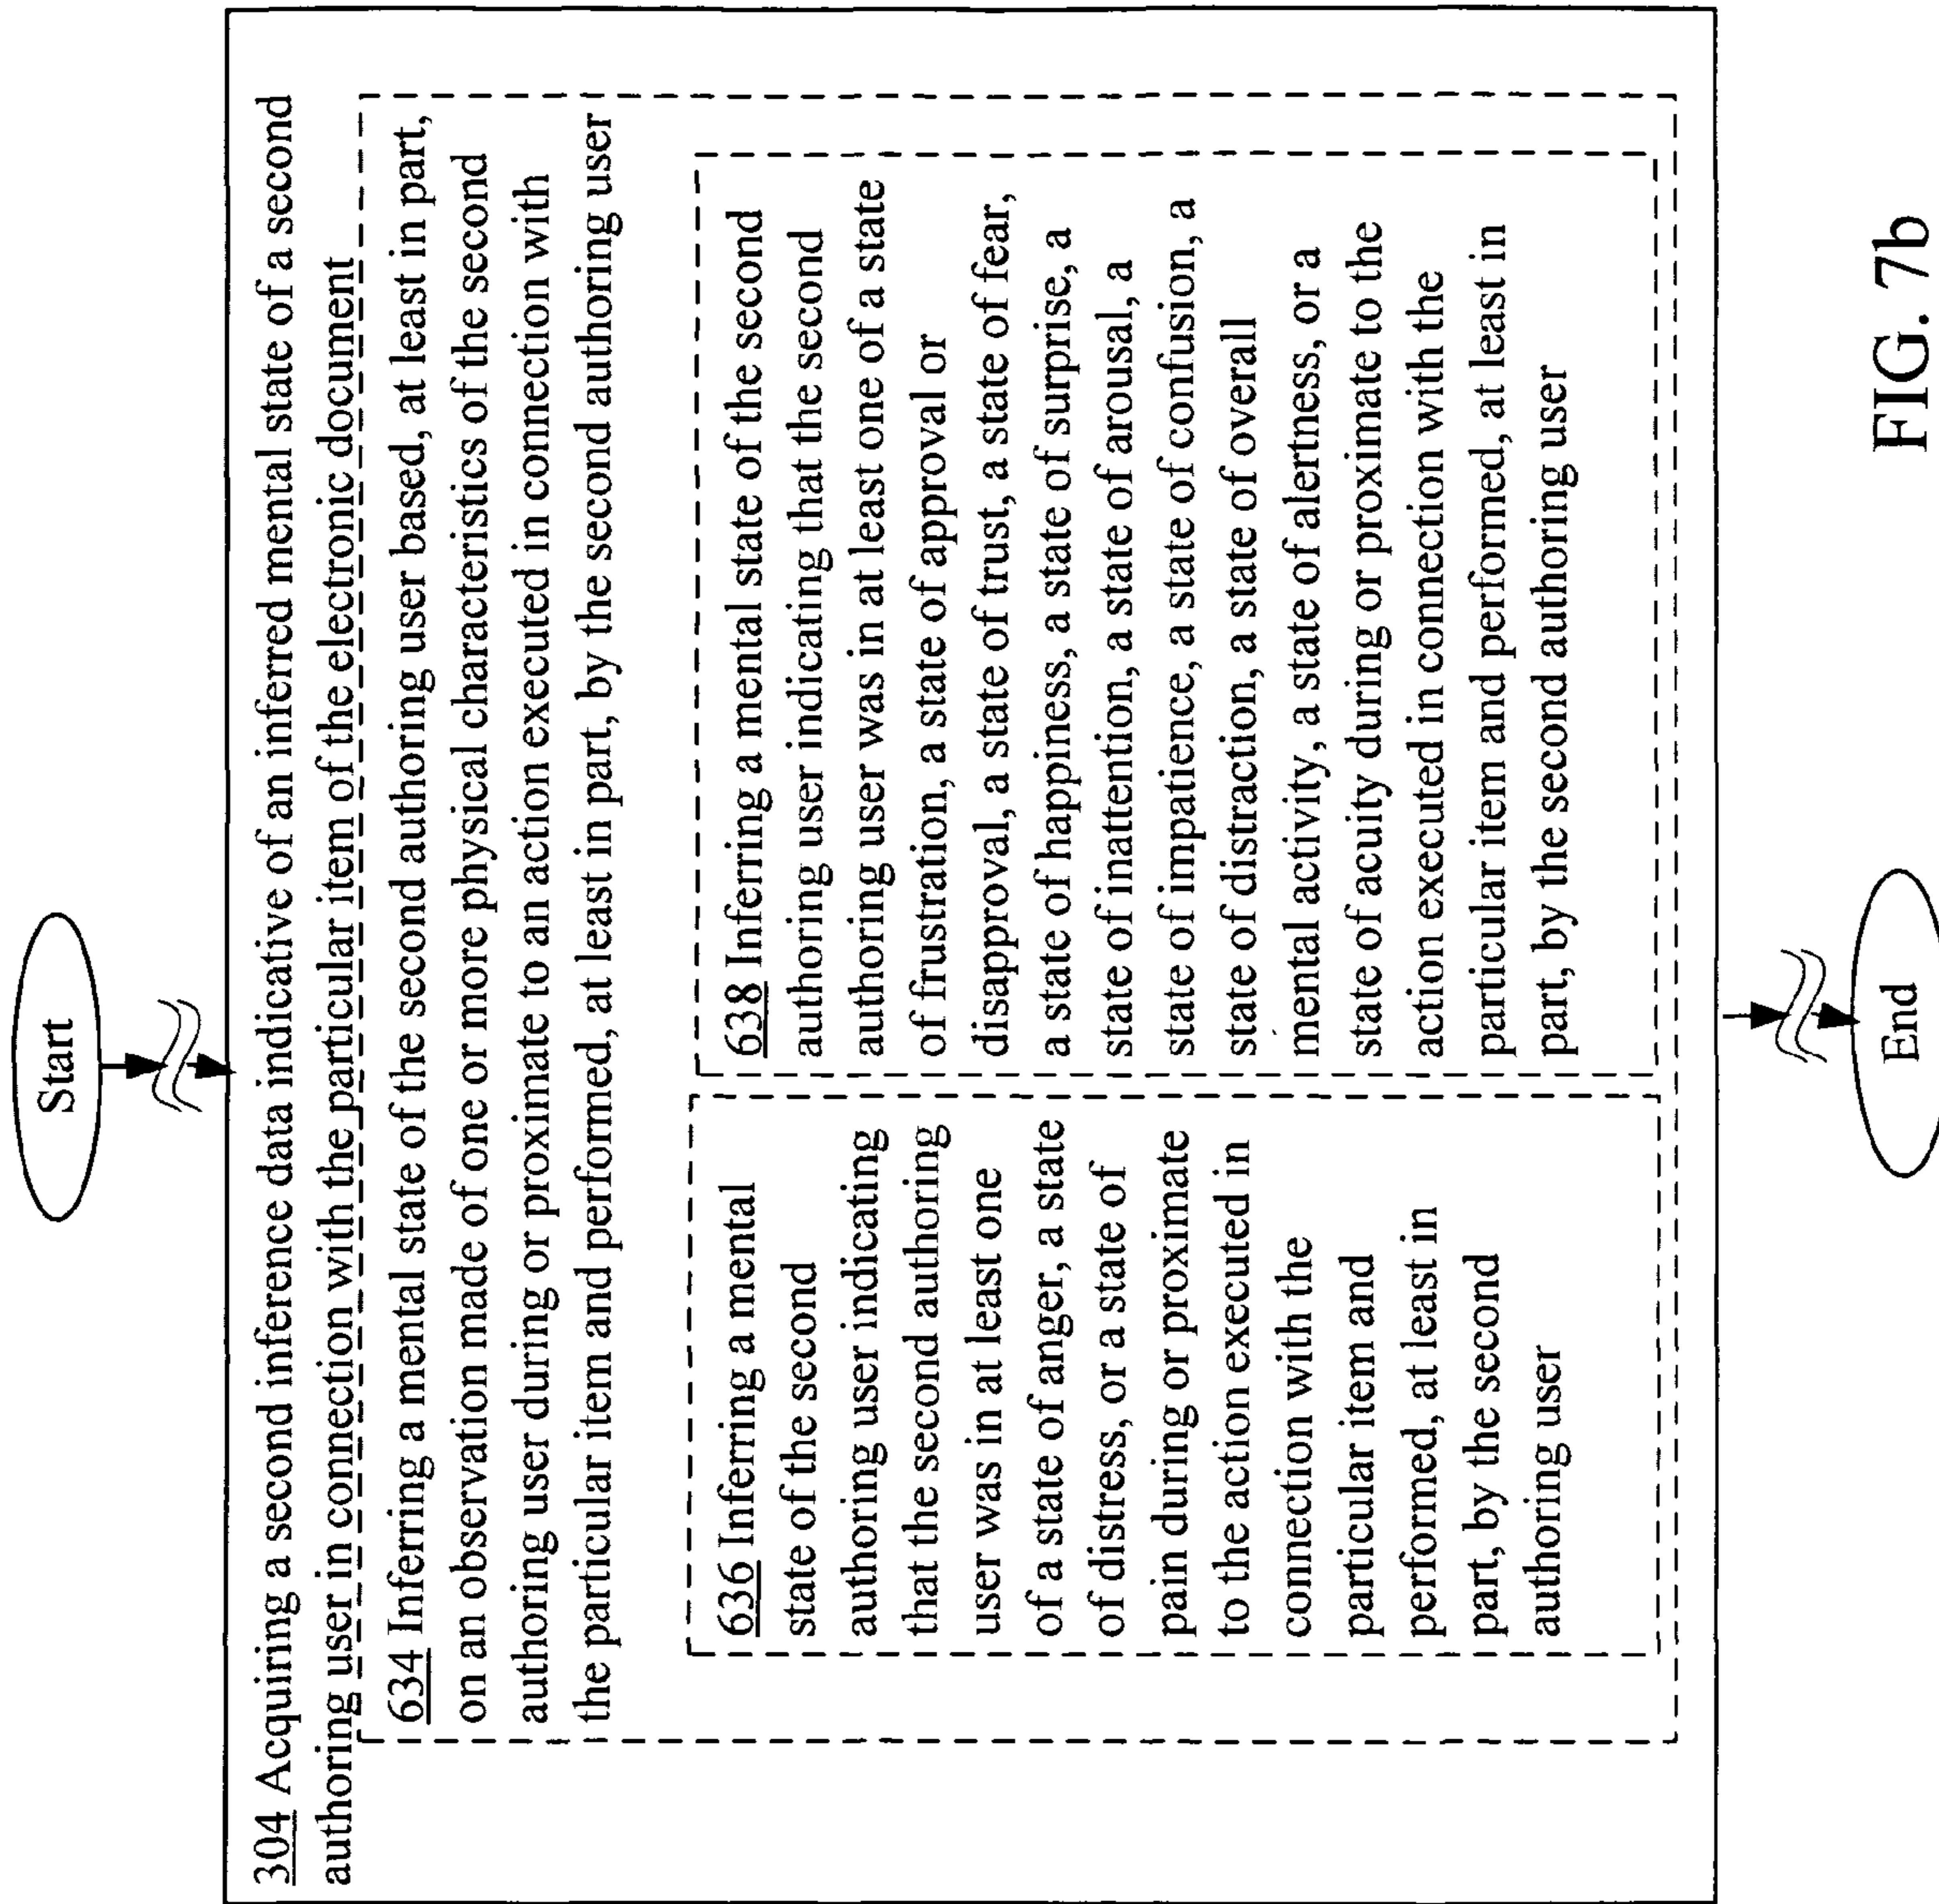 Start
304 Acquiring a second inference data indicative of an inferred mental state of a second
authoring user in connection with the particular item of the electronic document
634 Inferring a mental state of the second authoring user based, at least in part,
on an observation made of one or more physical characteristics of the second
authoring user during or proximate to an action executed in connection with
the particular item and performed, at least in part, by the second authoring user
636 Inferring a mental
state of the second
authoring user indicating
that the second authoring
user was in at least one
of a state of anger, a state
of distress, or a state of
pain during or proximate
to the action executed in
connection with the
particular item and
performed, at least in
part, by the second
authoring user
638 Inferring a mental state of the second
authoring user indicating that the second
authoring user was in at least one of a state
of frustration, a state of approval or
disapproval, a state of trust, a state of fear,
a state of happiness, a state of surprise, a
state of inattention, a state of arousal, a
state of impatience, a state of confusion, a
state of distraction, a state of overall
mental activity, a state of alertness, or a
state of acuity during or proximate to the
action executed in connection with the
particular item and performed, at least in
part, by the second authoring user
End
FIG. 7b